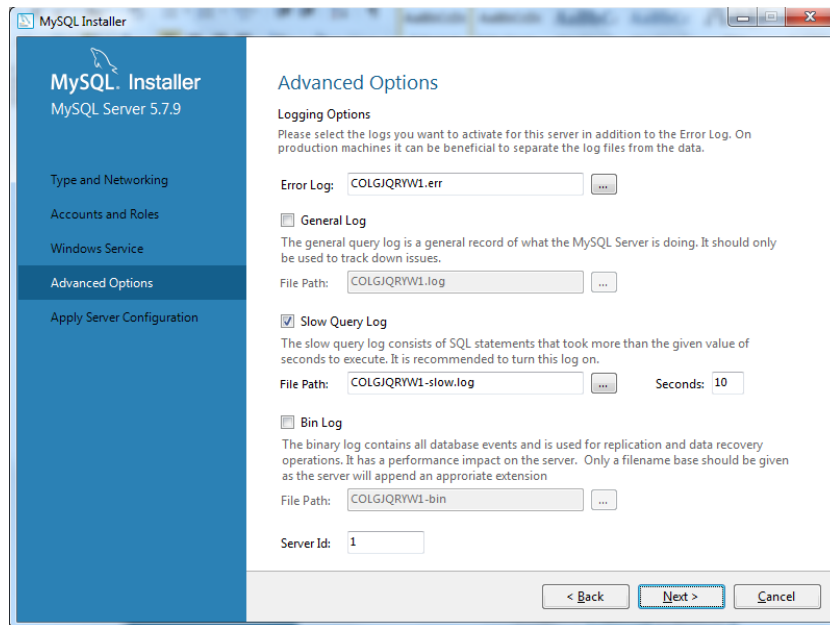 MySQL Installer
MySQL. Installer
MySQL Server 5.7.9
Type and Networking
Accounts and Roles
Windows Service
Advanced Options
Apply Server Configuration
Advanced Options
Logging Options
Please select the logs you want to activate for this server in addition to the Error Log. On
production machines it can be beneficial to separate the log files from the data.
Error Log: COLGJQRYW1.err ...
General Log
The general query log is a general record of what the MySQL Server is doing. It should only
be used to track down issues.
File Path: COLGJQRYW1.log ...
Slow Query Log
The slow query log consists of SQL statements that took more than the given value of
seconds to execute. It is recommended to turn this log on.
File Path: COLGJQRYW1-slow.log ... Seconds: 10
Bin Log
The binary log contains all database events and is used for replication and data recovery
operations. It has a performance impact on the server. Only a filename base should be given
as the server will append an approriate extension
File Path: COLGJQRYW1-bin ...
Server Id: 1
< Back Next > Cancel